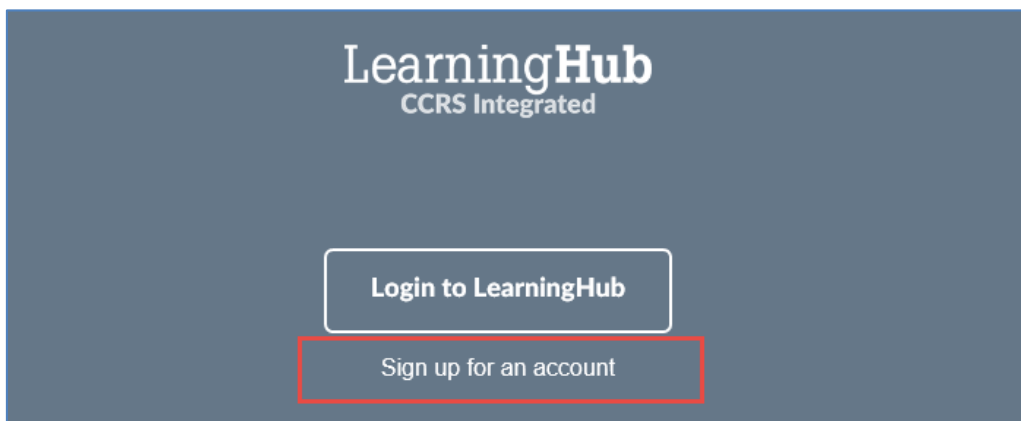 LearningHub
CCRS Integrated
Login to LearningHub
Sign up for an account